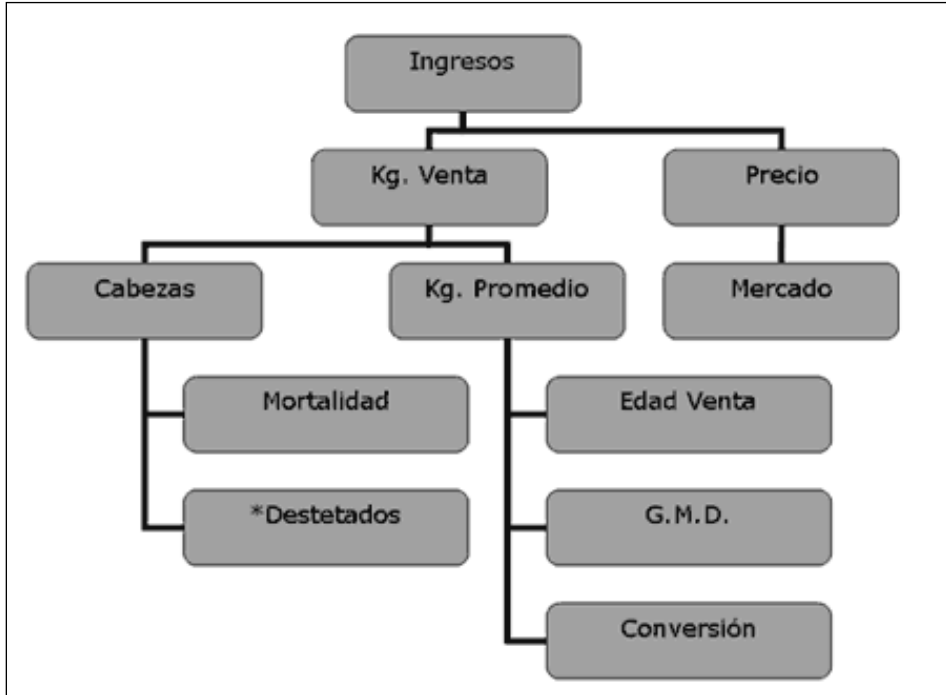 Ingresos
Kg. Venta
Precio
Cabezas
Kg. Promedio
Mercado
Mortalidad
Edad Venta
*Destetados
G.M.D.
Conversión